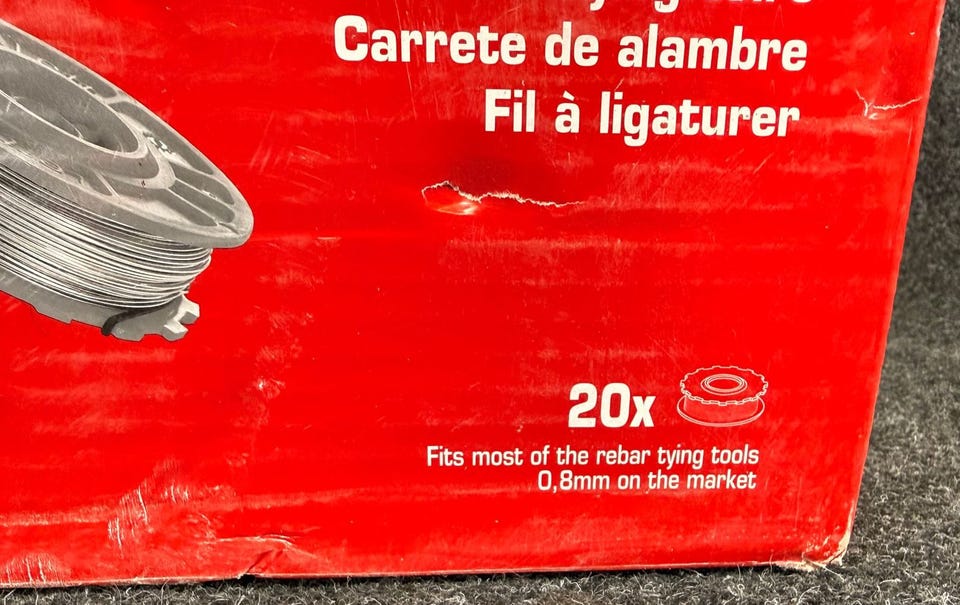 Carrete de alambre
Fil à ligaturer
20x
Fits most of the rebar tying tools
0,8mm on the market